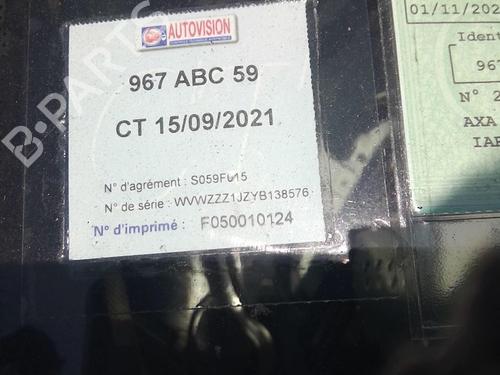 AUTOVISION
967 ABC 59
CT 15/09/2021
N° d'agrément : S059F015
N° de série : WVWZZZ1JZYB138576
N° d'imprimé : F050010124
01/11/202
Ident
967
N° 2
AXA
IAR
B-PARTS